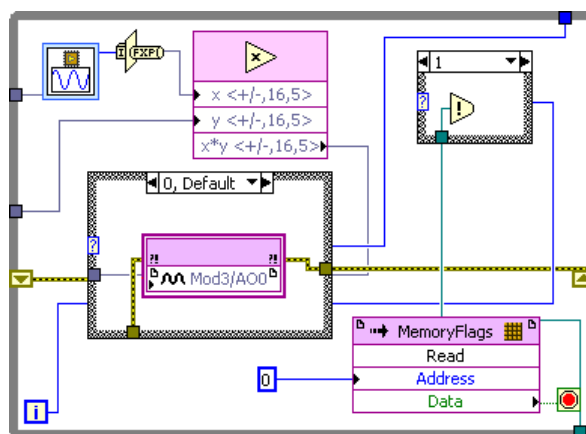 I FXP
x <+/-,16,5>
y <+/-,16,5>
x*y <+/-,16,5>
1
?
!
0, Default
?
?! ?!
Mod3/AO0
MemoryFlags
Read
Address
Data
0
i